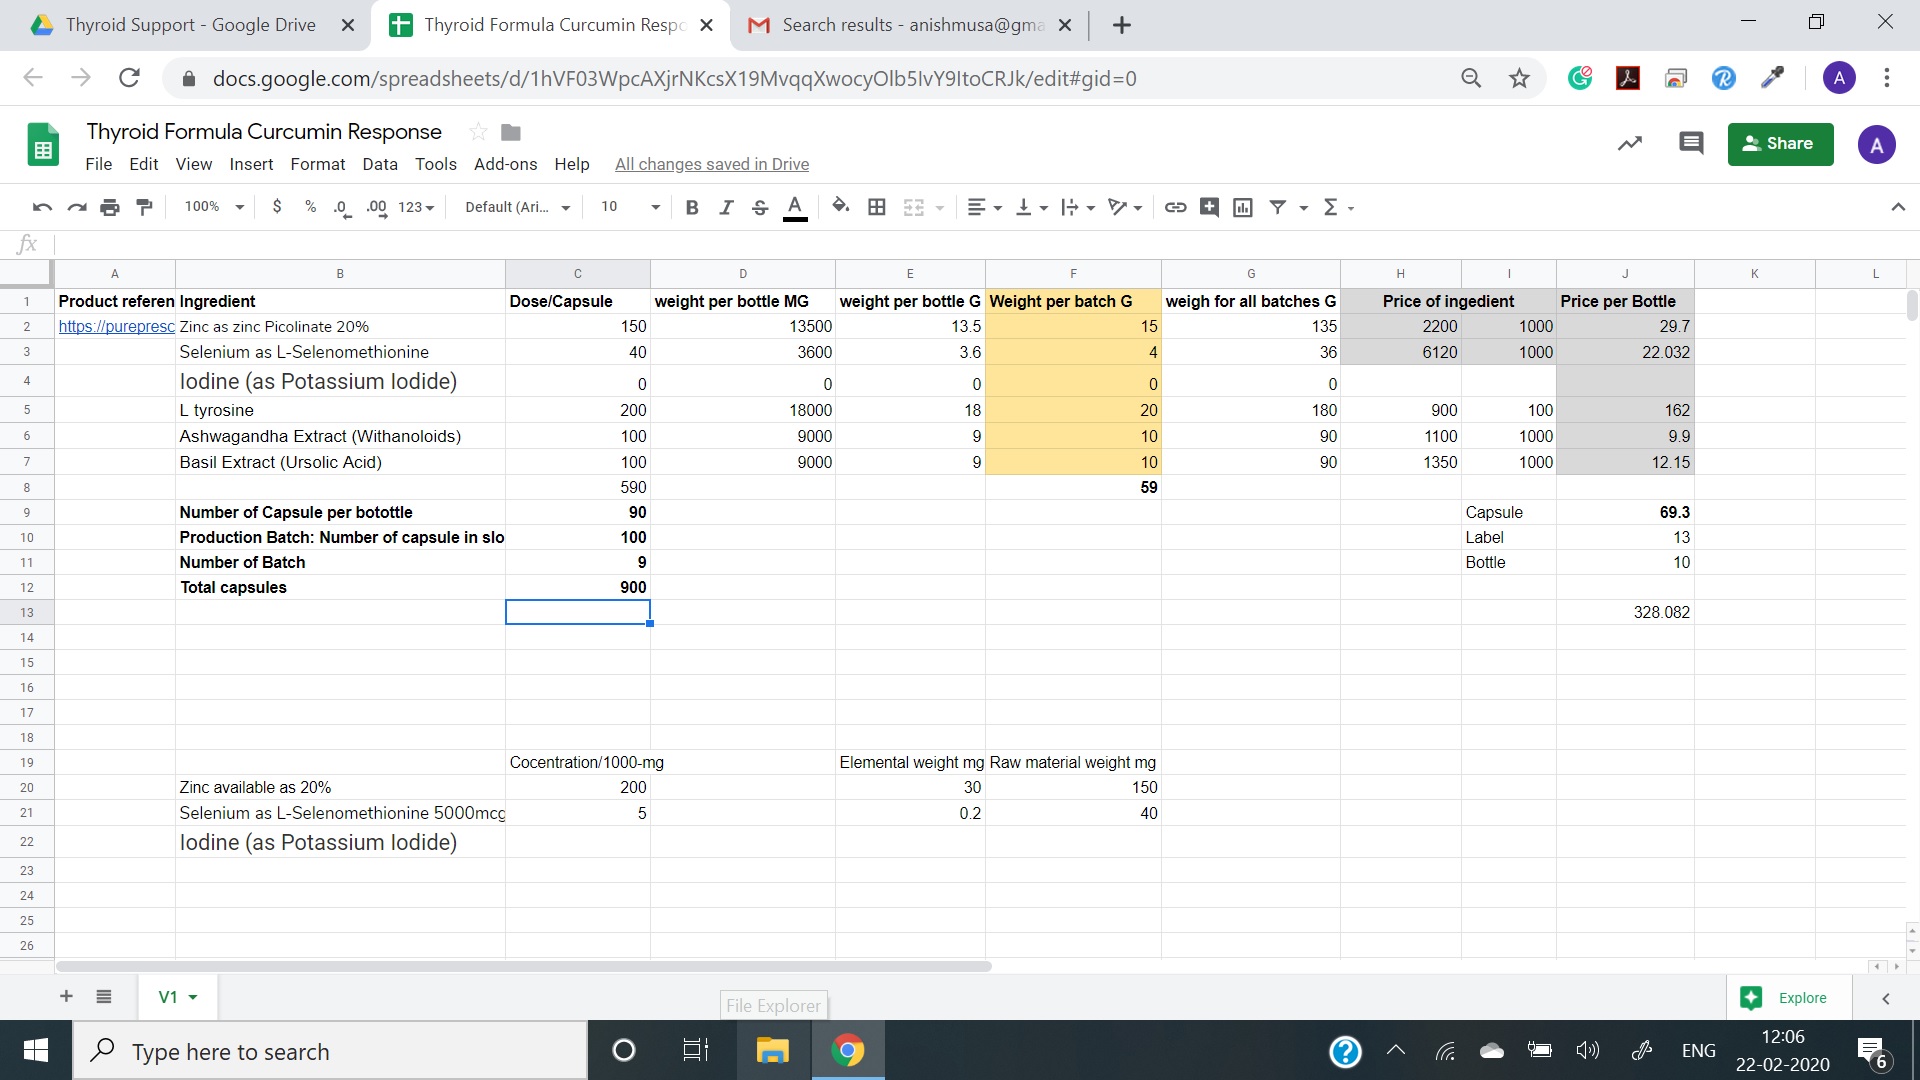 Thyroid Support - Google Drive
Thyroid Formula Curcumin Respo
Search results - anishmusa@gma
docs.google.com/spreadsheets/d/1hVF03WpcAXjrNKcsX19MvqqXwocyOlb5IvY9ItoCRJk/edit#gid=0
Thyroid Formula Curcumin Response
File Edit View Insert Format Data Tools Add-ons Help All changes saved in Drive
Share
A
100% $ % .0 .00 123 Default (Ari... 10 B I S A
fx
A B C D E F G H I J K L
1 Product referen Ingredient Dose/Capsule weight per bottle MG weight per bottle G Weight per batch G weigh for all batches G Price of ingedient Price per Bottle
2 https://purepresc Zinc as zinc Picolinate 20% 150 13500 13.5 15 135 2200 1000 29.7
3 Selenium as L-Selenomethionine 40 3600 3.6 4 36 6120 1000 22.032
4 Iodine (as Potassium Iodide) 0 0 0 0 0
5 L tyrosine 200 18000 18 20 180 900 100 162
6 Ashwagandha Extract (Withanoloids) 100 9000 9 10 90 1100 1000 9.9
7 Basil Extract (Ursolic Acid) 100 9000 9 10 90 1350 1000 12.15
8 590 59
9 Number of Capsule per botottle 90 Capsule 69.3
10 Production Batch: Number of capsule in slo 100 Label 13
11 Number of Batch 9 Bottle 10
12 Total capsules 900
13 328.082
14
15
16
17
18
19 Cocentration/1000-mg Elemental weight mg Raw material weight mg
20 Zinc available as 20% 200 30 150
21 Selenium as L-Selenomethionine 5000mcg 5 0.2 40
22 Iodine (as Potassium Iodide)
23
24
25
26
V1
File Explorer
Explore
Type here to search
ENG
12:06
22-02-2020
6